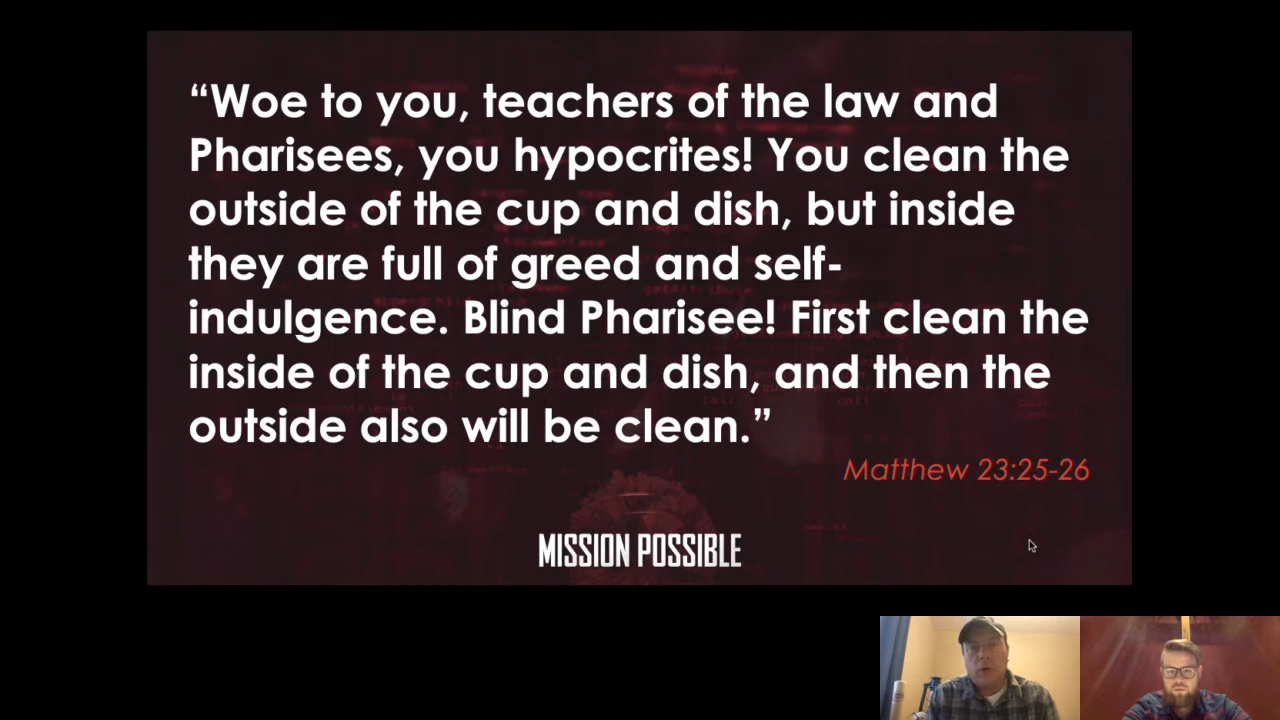 “Woe to you, teachers of the law and
Pharisees, you hypocrites! You clean the
outside of the cup and dish, but inside
they are full of greed and self-
indulgence. Blind Pharisee! First clean the
inside of the cup and dish, and then the
outside also will be clean.”
Matthew 23:25-26
MISSION POSSIBLE